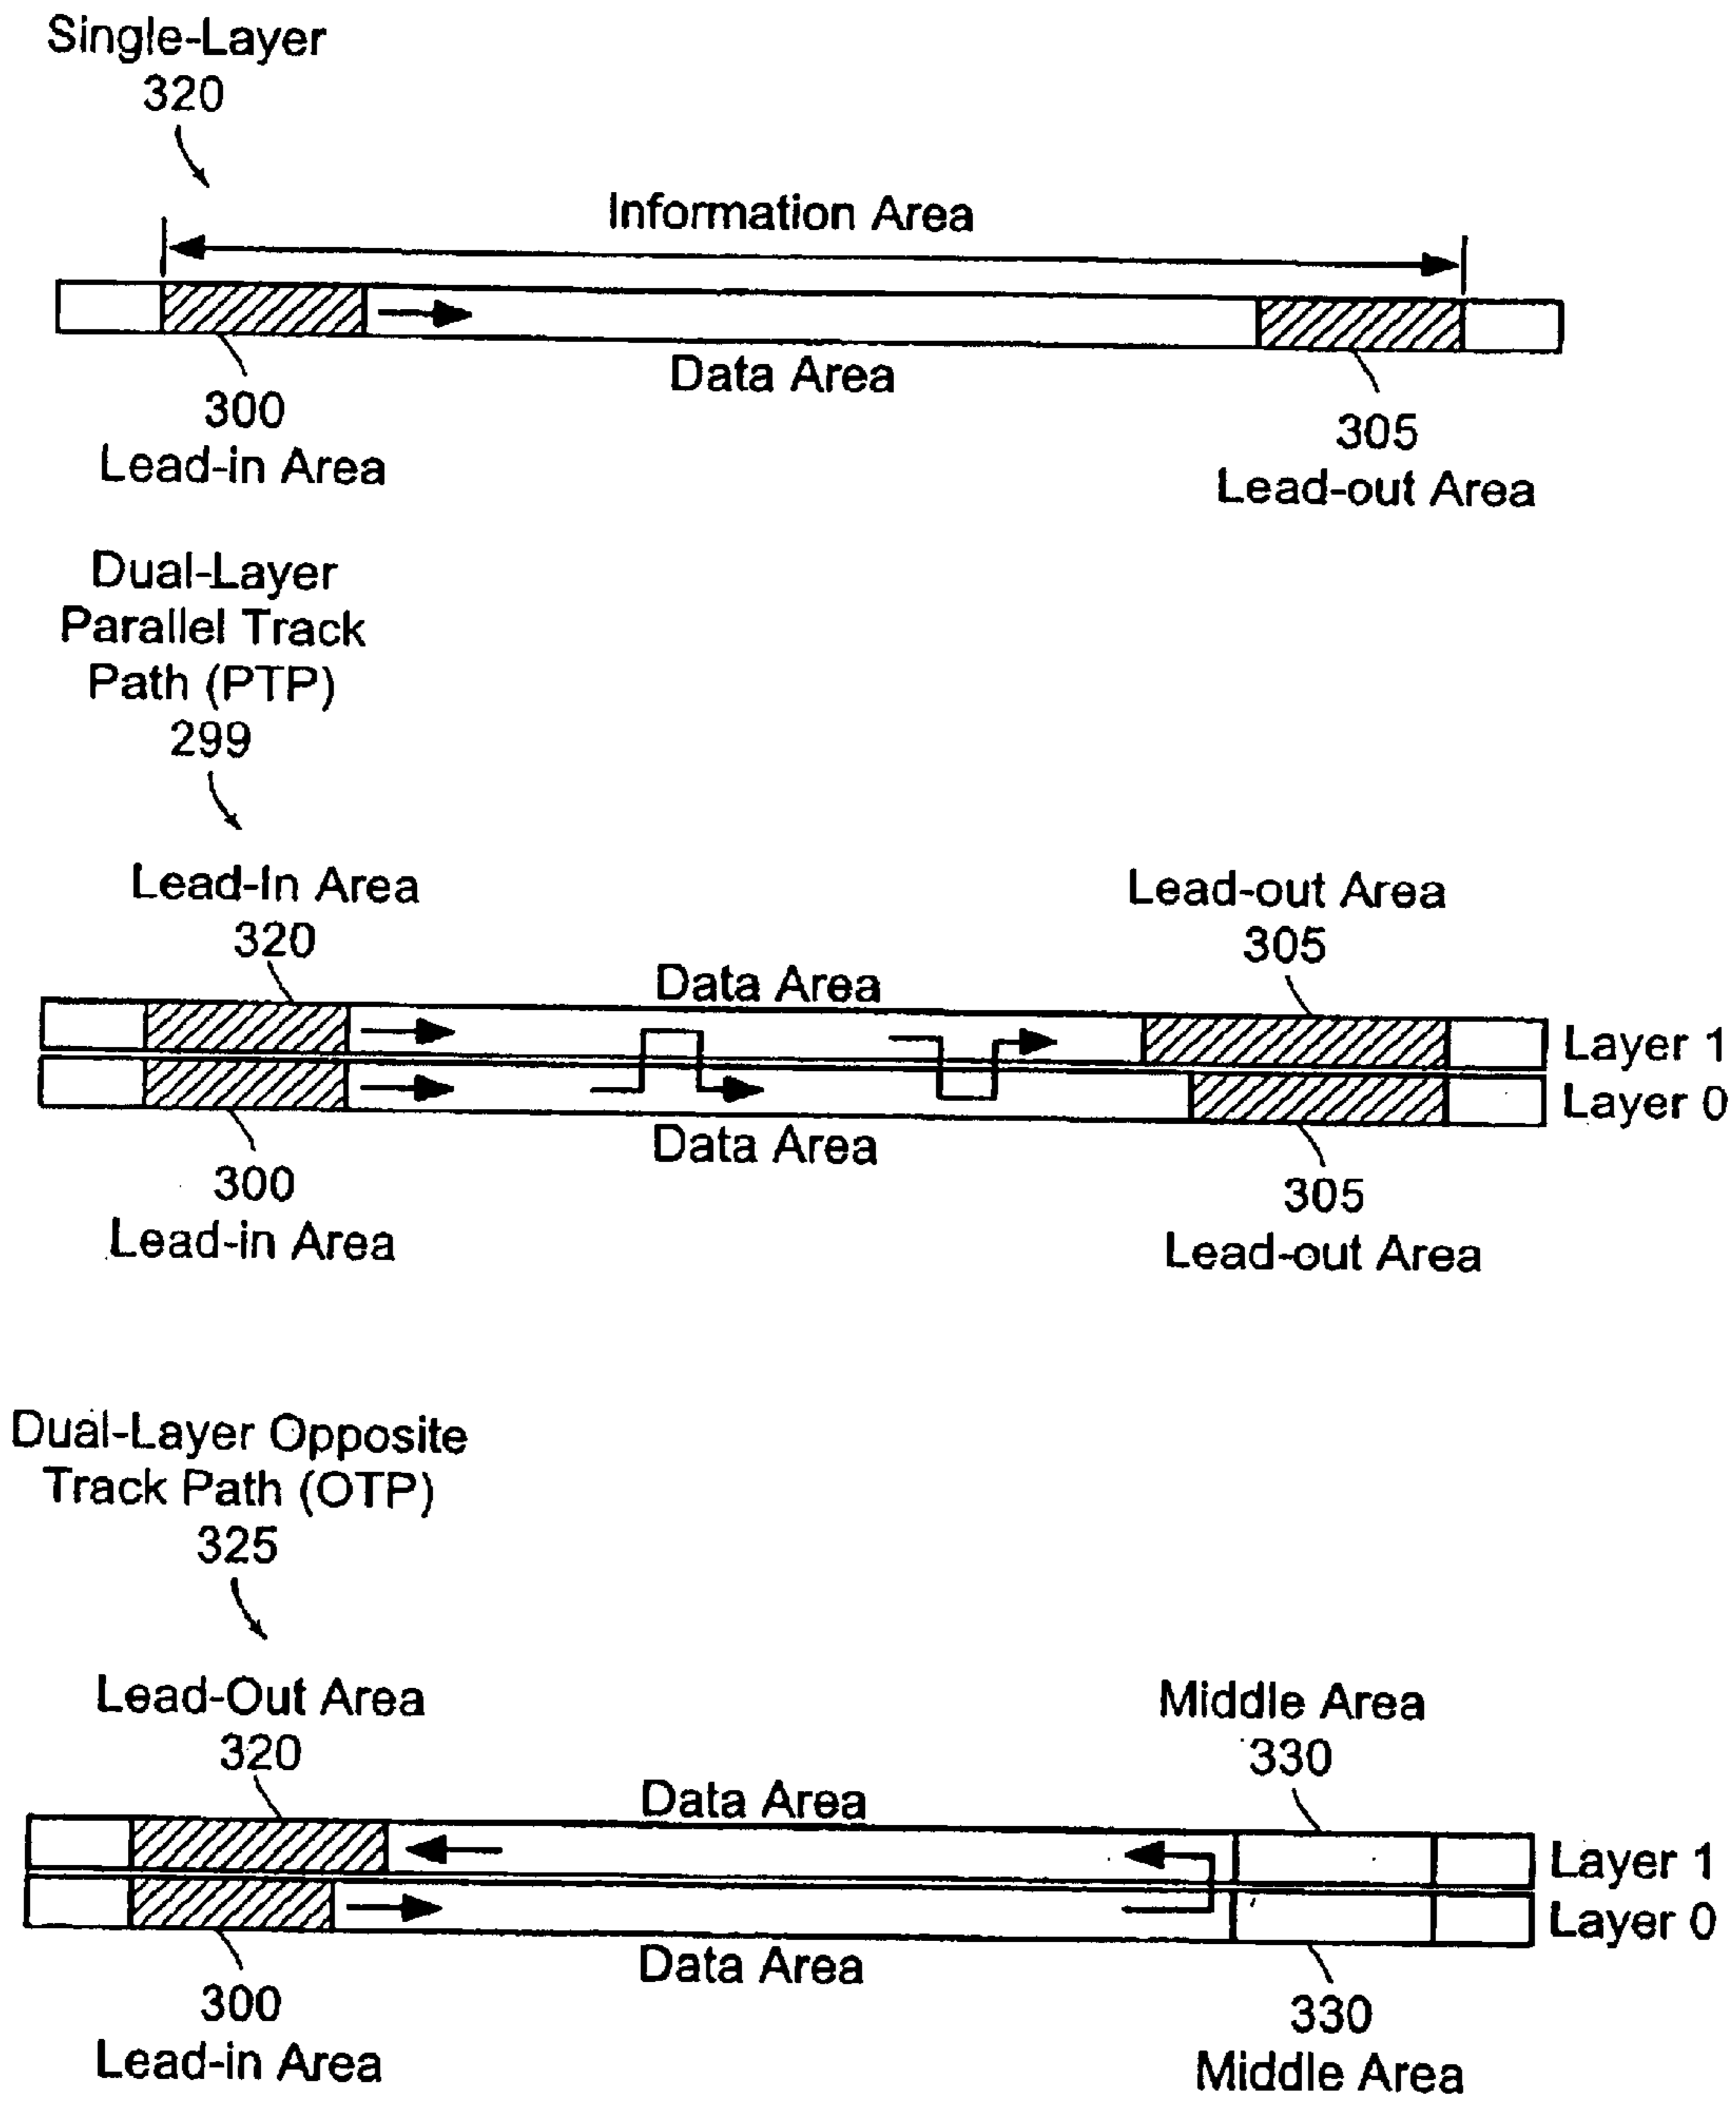 Single-Layer
320
Information Area
Data Area
300
Lead-in Area
305
Lead-out Area
Dual-Layer
Parallel Track
Path (PTP)
299
Lead-In Area
320
Lead-out Area
305
Data Area
Layer 1
Layer 0
Data Area
300
Lead-in Area
305
Lead-out Area
Dual-Layer Opposite
Track Path (OTP)
325
Lead-Out Area
320
Middle Area
330
Data Area
Layer 1
Layer 0
Data Area
300
Lead-in Area
330
Middle Area